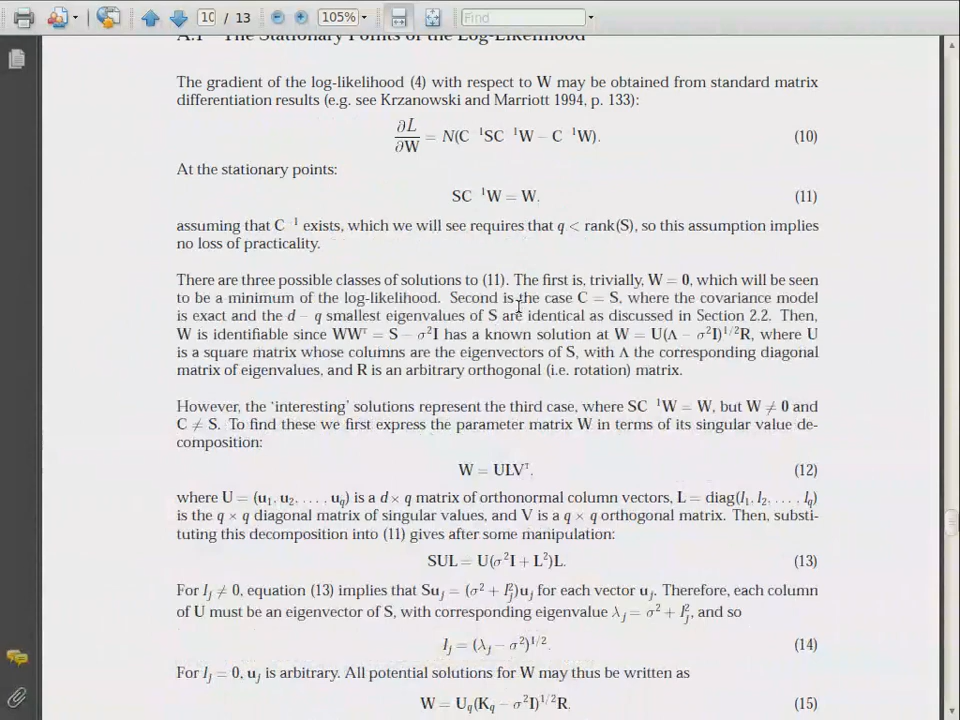 10 / 13 105% Find
A.1 The Stationary Points of the Log-Likelihood
The gradient of the log-likelihood (4) with respect to W may be obtained from standard matrix
differentiation results (e.g. see Krzanowski and Marriott 1994, p. 133):
∂L/∂W = N(C⁻¹SC⁻¹W − C⁻¹W). (10)
At the stationary points:
SC⁻¹W = W. (11)
assuming that C⁻¹ exists, which we will see requires that q < rank(S), so this assumption implies
no loss of practicality.
There are three possible classes of solutions to (11). The first is, trivially, W = 0, which will be seen
to be a minimum of the log-likelihood. Second is the case C = S, where the covariance model
is exact and the d − q smallest eigenvalues of S are identical as discussed in Section 2.2. Then,
W is identifiable since WWᵀ = S − σ²I has a known solution at W = U(Λ − σ²I)^1/2R, where U
is a square matrix whose columns are the eigenvectors of S, with Λ the corresponding diagonal
matrix of eigenvalues, and R is an arbitrary orthogonal (i.e. rotation) matrix.
However, the ‘interesting’ solutions represent the third case, where SC⁻¹W = W, but W ≠ 0 and
C ≠ S. To find these we first express the parameter matrix W in terms of its singular value de-
composition:
W = ULVᵀ. (12)
where U = (u₁, u₂, . . . , u_q) is a d × q matrix of orthonormal column vectors, L = diag(l₁, l₂, . . . , l_q)
is the q × q diagonal matrix of singular values, and V is a q × q orthogonal matrix. Then, substi-
tuting this decomposition into (11) gives after some manipulation:
SUL = U(σ²I + L²)L. (13)
For l_j ≠ 0, equation (13) implies that Su_j = (σ² + l_j²)u_j for each vector u_j. Therefore, each column
of U must be an eigenvector of S, with corresponding eigenvalue λ_j = σ² + l_j², and so
l_j = (λ_j − σ²)^1/2. (14)
For l_j = 0, u_j is arbitrary. All potential solutions for W may thus be written as
W = U_q(K_q − σ²I)^1/2R. (15)